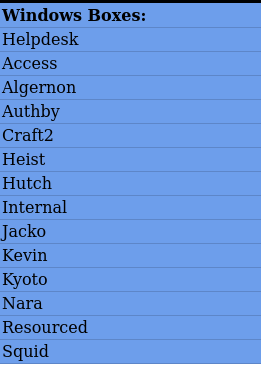 Windows Boxes:
Helpdesk
Access
Algernon
Authby
Craft2
Heist
Hutch
Internal
Jacko
Kevin
Kyoto
Nara
Resourced
Squid